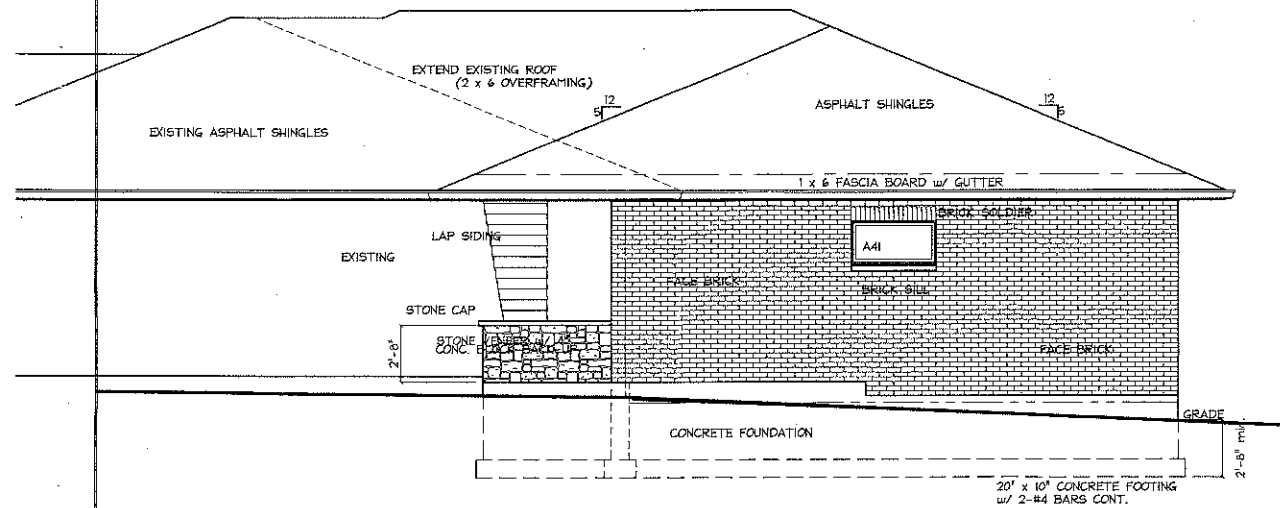 EXTEND EXISTING ROOF
(2 x 6 OVERFRAMING)
12
5
12
5
ASPHALT SHINGLES
EXISTING ASPHALT SHINGLES
1 x 6 FASCIA BOARD w/ GUTTER
BRICK SOLDIER
LAP SIDING
A41
EXISTING
FACE BRICK
BRICK SILL
STONE CAP
STONE VENEER w/
CONC. BLOCK BACK UP
FACE BRICK
2'-8"
GRADE
CONCRETE FOUNDATION
2'-8" min.
20" x 10" CONCRETE FOOTING
w/ 2-#4 BARS CONT.